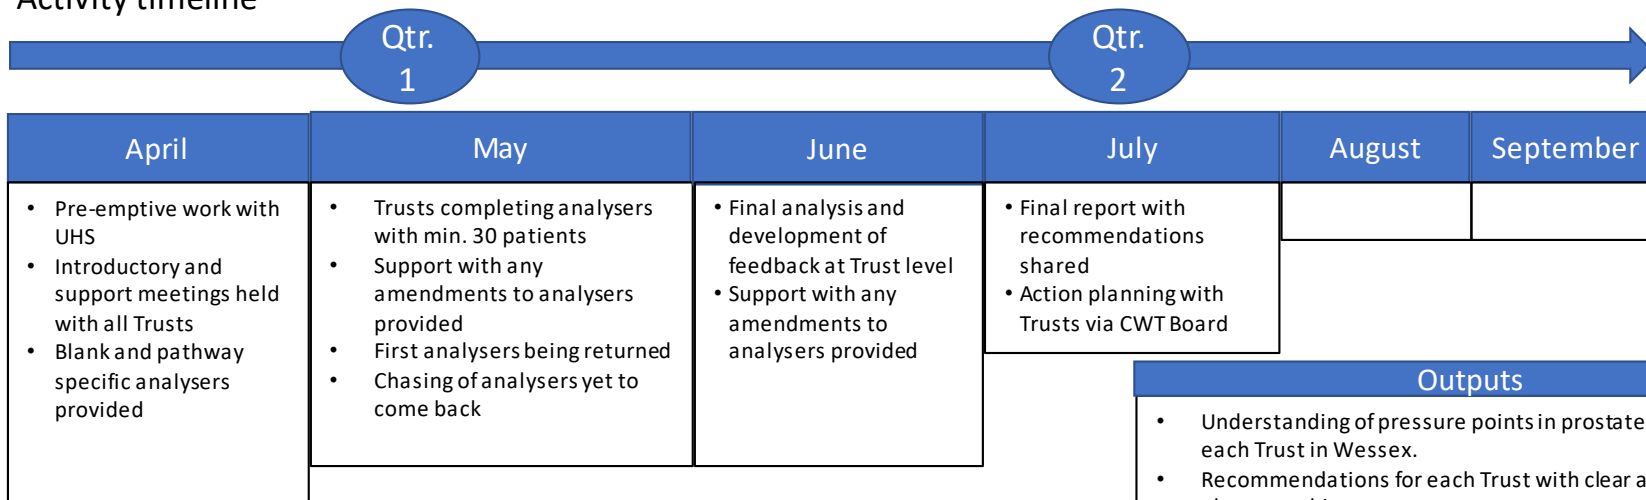 Activity timeline
Qtr.
1
Qtr.
2
April
May
June
July
August
September
• Pre-emptive work with
UHS
• Introductory and
support meetings held
with all Trusts
• Blank and pathway
specific analysers
provided
• Trusts completing analysers
with min. 30 patients
• Support with any
amendments to analysers
provided
• First analysers being returned
• Chasing of analysers yet to
come back
• Final analysis and
development of
feedback at Trust level
• Support with any
amendments to
analysers provided
• Final report with
recommendations
shared
• Action planning with
Trusts via CWT Board
Outputs
• Understanding of pressure points in prostate
each Trust in Wessex.
• Recommendations for each Trust with clear a